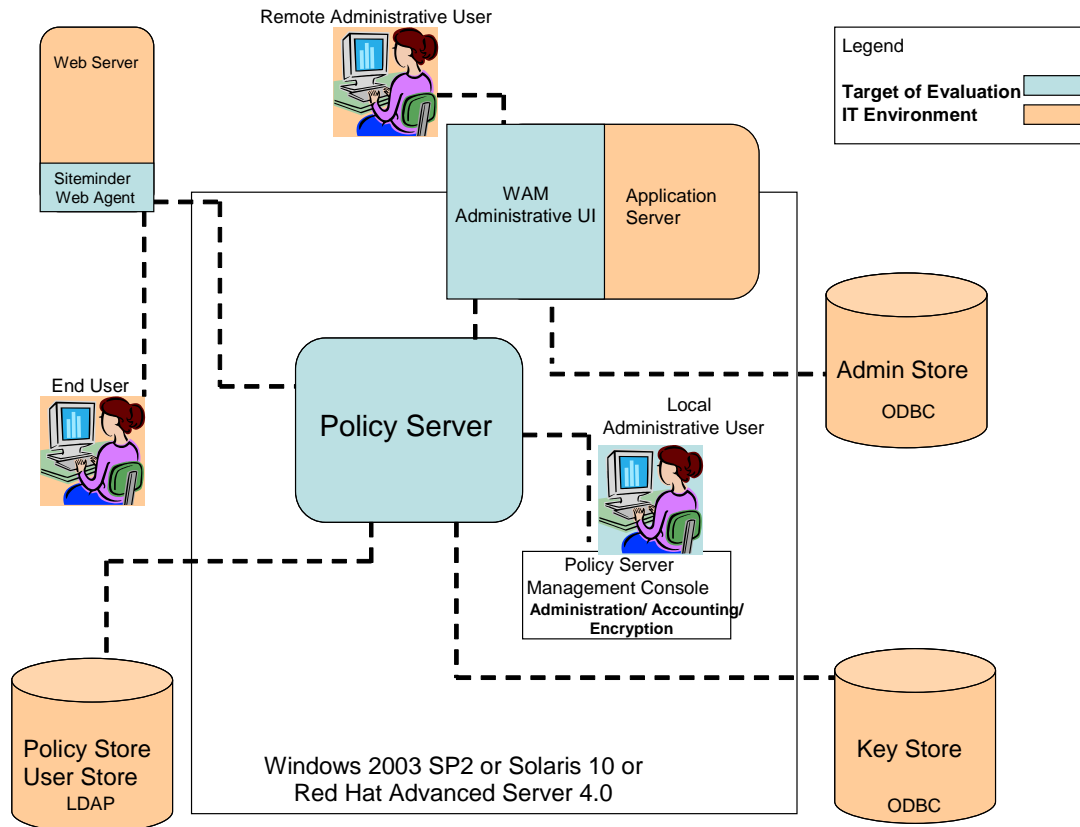 Remote Administrative User
Web Server
Siteminder
Web Agent
Legend
Target of Evaluation
IT Environment
WAM
Administrative UI
Application
Server
Admin Store
ODBC
End User
Policy Server
Local
Administrative User
Policy Server
Management Console
Administration/ Accounting/
Encryption
Policy Store
User Store
LDAP
Windows 2003 SP2 or Solaris 10 or
Red Hat Advanced Server 4.0
Key Store
ODBC